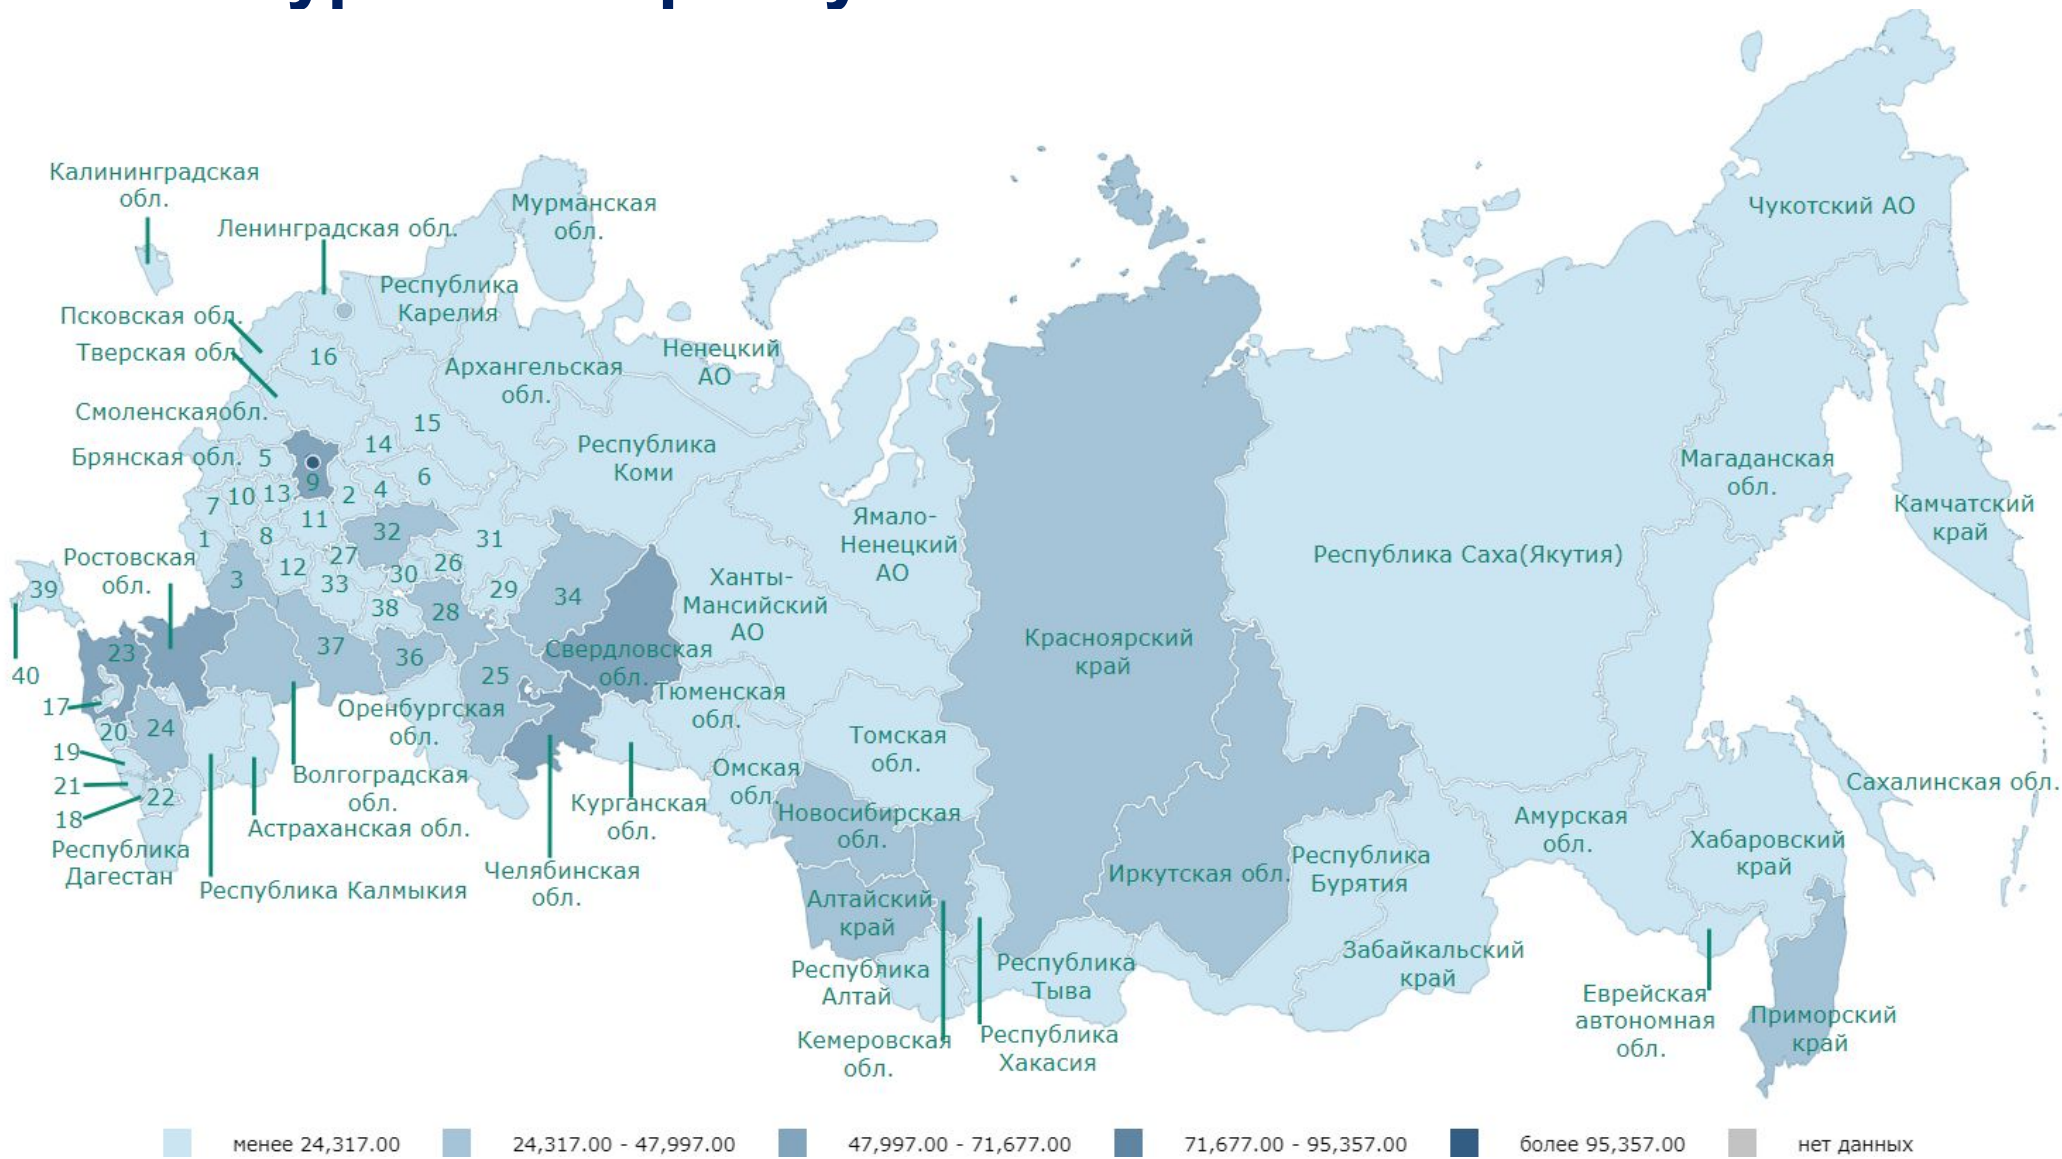 Калининградская
обл.
Ленинградская обл.
Мурманская
обл.
Псковская обл.
Тверская обл.
Республика
Карелия
16
Архангельская
обл.
Ненецкий
АО
Смоленскаяобл.
Брянская обл.
5
14
15
Республика
Коми
9
7
10
13
2
4
6
1
8
11
32
31
Ростовская
обл.
3
12
27
33
30
26
29
38
28
34
39
40
23
37
36
25
Свердловская
обл.
17
20
24
19
21
22
18
Республика
Дагестан
Оренбургская
обл.
Волгоградская
обл.
Астраханская обл.
Республика Калмыкия
Челябинская
обл.
Курганская
обл.
Тюменская
обл.
Ханты-
Мансийский
АО
Ямало-
Ненецкий
АО
Омская
обл.
Томская
обл.
Новосибирская
обл.
Алтайский
край
Республика
Алтай
Кемеровская
обл.
Республика
Хакасия
Республика
Тыва
Красноярский
край
Иркутская обл.
Республика
Бурятия
Забайкальский
край
Республика Саха(Якутия)
Чукотский АО
Магаданская
обл.
Камчатский
край
Амурская
обл.
Хабаровский
край
Сахалинская обл.
Еврейская
автономная
обл.
Приморский
край
менее 24,317.00
24,317.00 - 47,997.00
47,997.00 - 71,677.00
71,677.00 - 95,357.00
более 95,357.00
нет данных